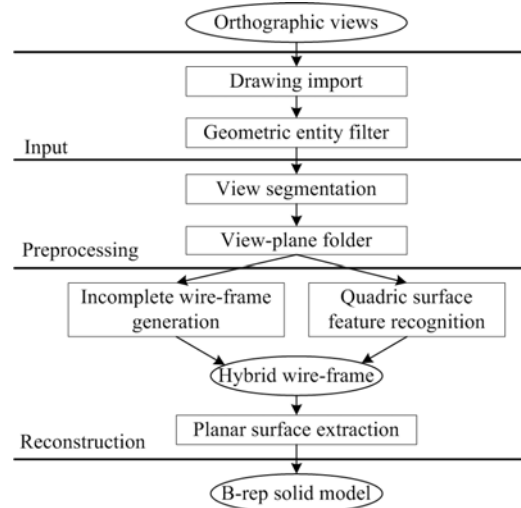 Orthographic views
Drawing import
Geometric entity filter
Input
View segmentation
View-plane folder
Preprocessing
Incomplete wire-frame
generation
Quadric surface
feature recognition
Hybrid wire-frame
Planar surface extraction
Reconstruction
B-rep solid model